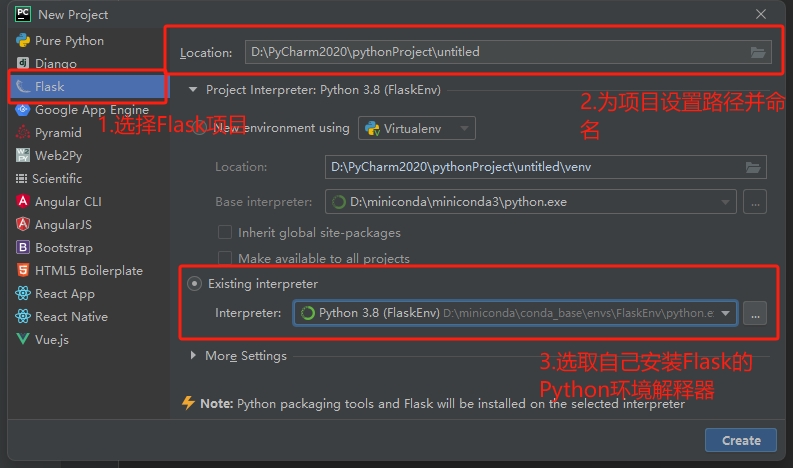 New Project
Pure Python
Django
Flask
Google App Engine
Pyramid
Web2Py
Scientific
Angular CLI
AngularJS
Bootstrap
HTML5 Boilerplate
React App
React Native
Vue.js
1.选择Flask项目
Location: D:\PyCharm2020\pythonProject\untitled
Project Interpreter: Python 3.8 (FlaskEnv)
2.为项目设置路径并命
名
New environment using Virtualenv
Location: D:\PyCharm2020\pythonProject\untitled\venv
Base interpreter: D:\miniconda\miniconda3\python.exe ...
Inherit global site-packages
Make available to all projects
Existing interpreter
Interpreter: Python 3.8 (FlaskEnv) D:\miniconda\conda_base\envs\FlaskEnv\python.e ...
More Settings
3.选取自己安装Flask的
Python环境解释器
Note: Python packaging tools and Flask will be installed on the selected interpreter
Create